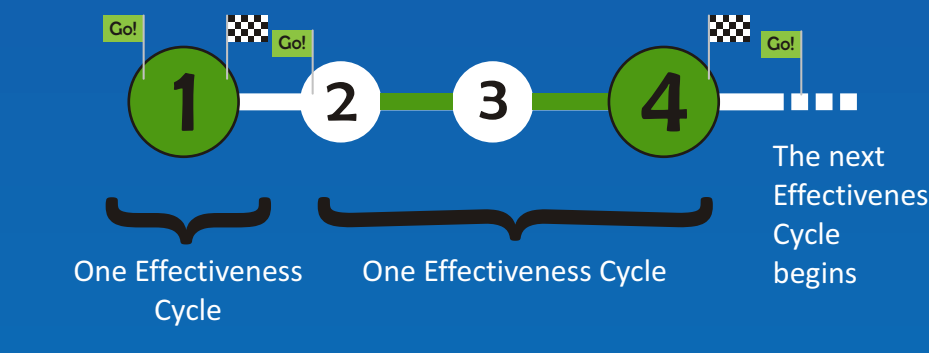 Go!
Go!
Go!
1
2
3
4
The next
Effectivenes
Cycle
begins
One Effectiveness
Cycle
One Effectiveness Cycle